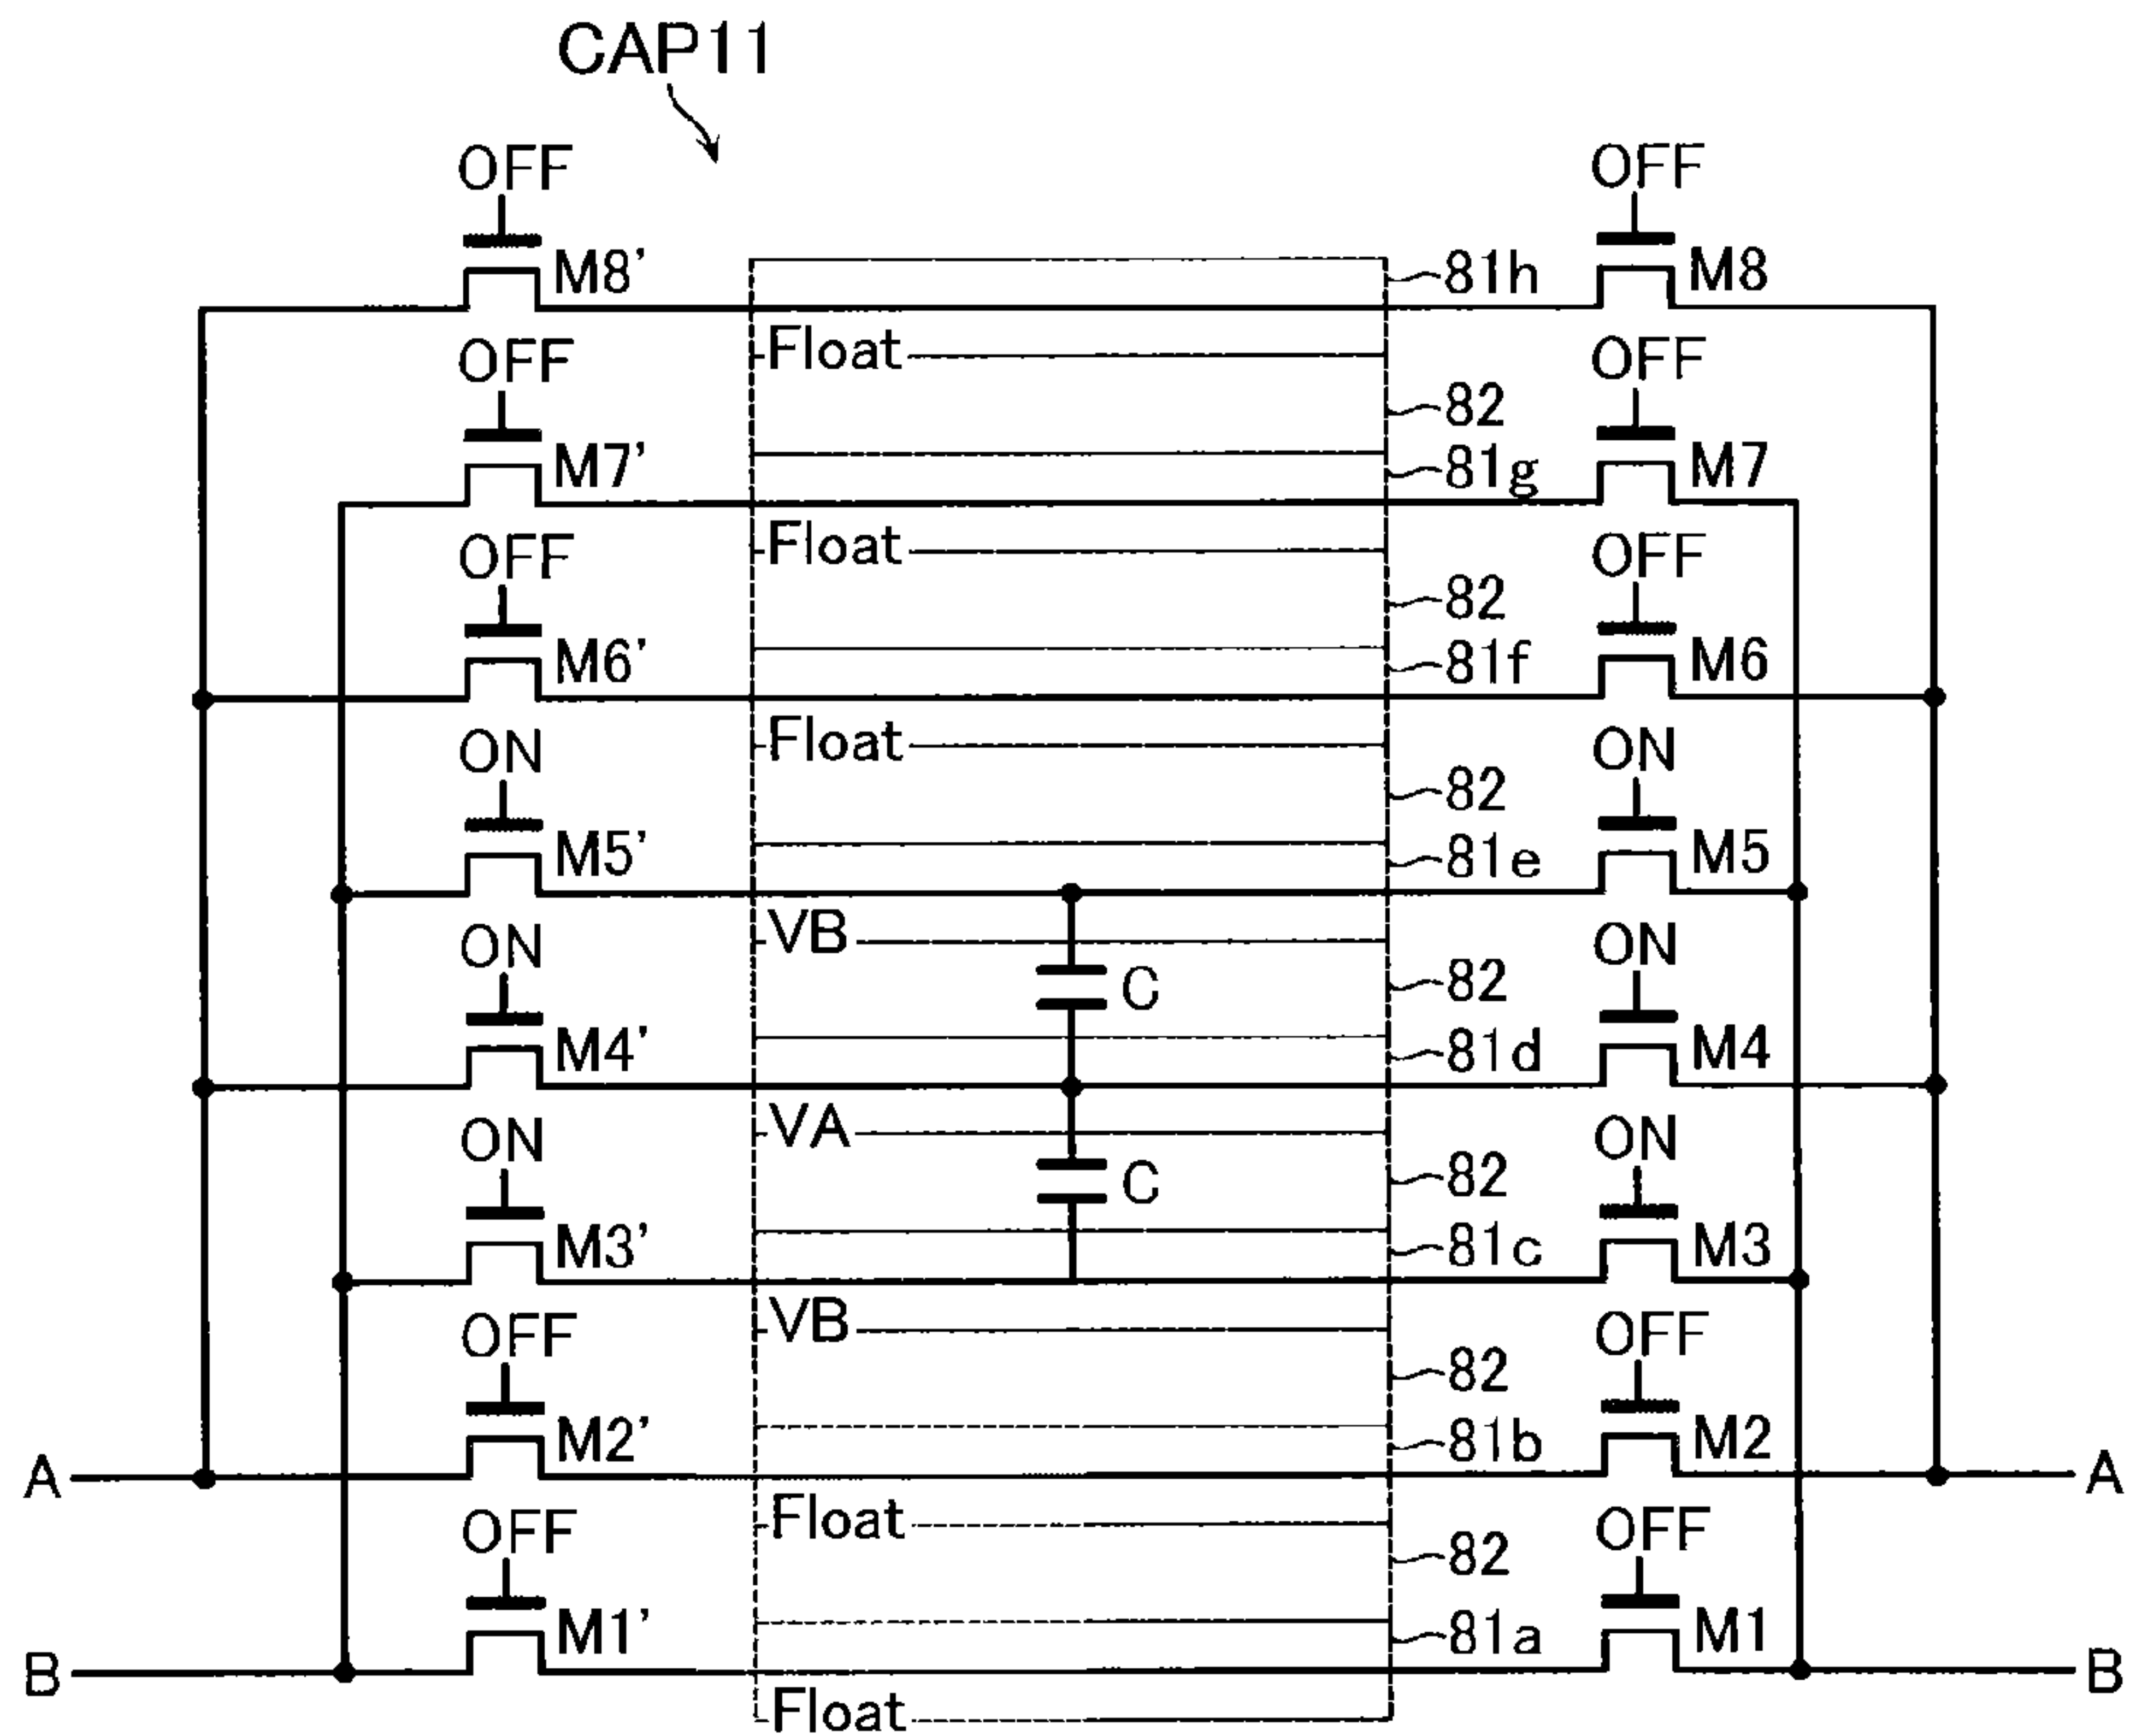 CAP11
OFF OFF
M8' 81h M8
Float
OFF OFF
82
M7' 81g M7
Float
OFF OFF
82
M6' 81f M6
Float
ON ON
82
M5' 81e M5
VB
ON ON
C 82
M4' 81d M4
VA
ON ON
C 82
M3' 81c M3
VB
OFF OFF
82
M2' 81b M2
A A
Float
OFF OFF
82
M1' 81a M1
B B
Float